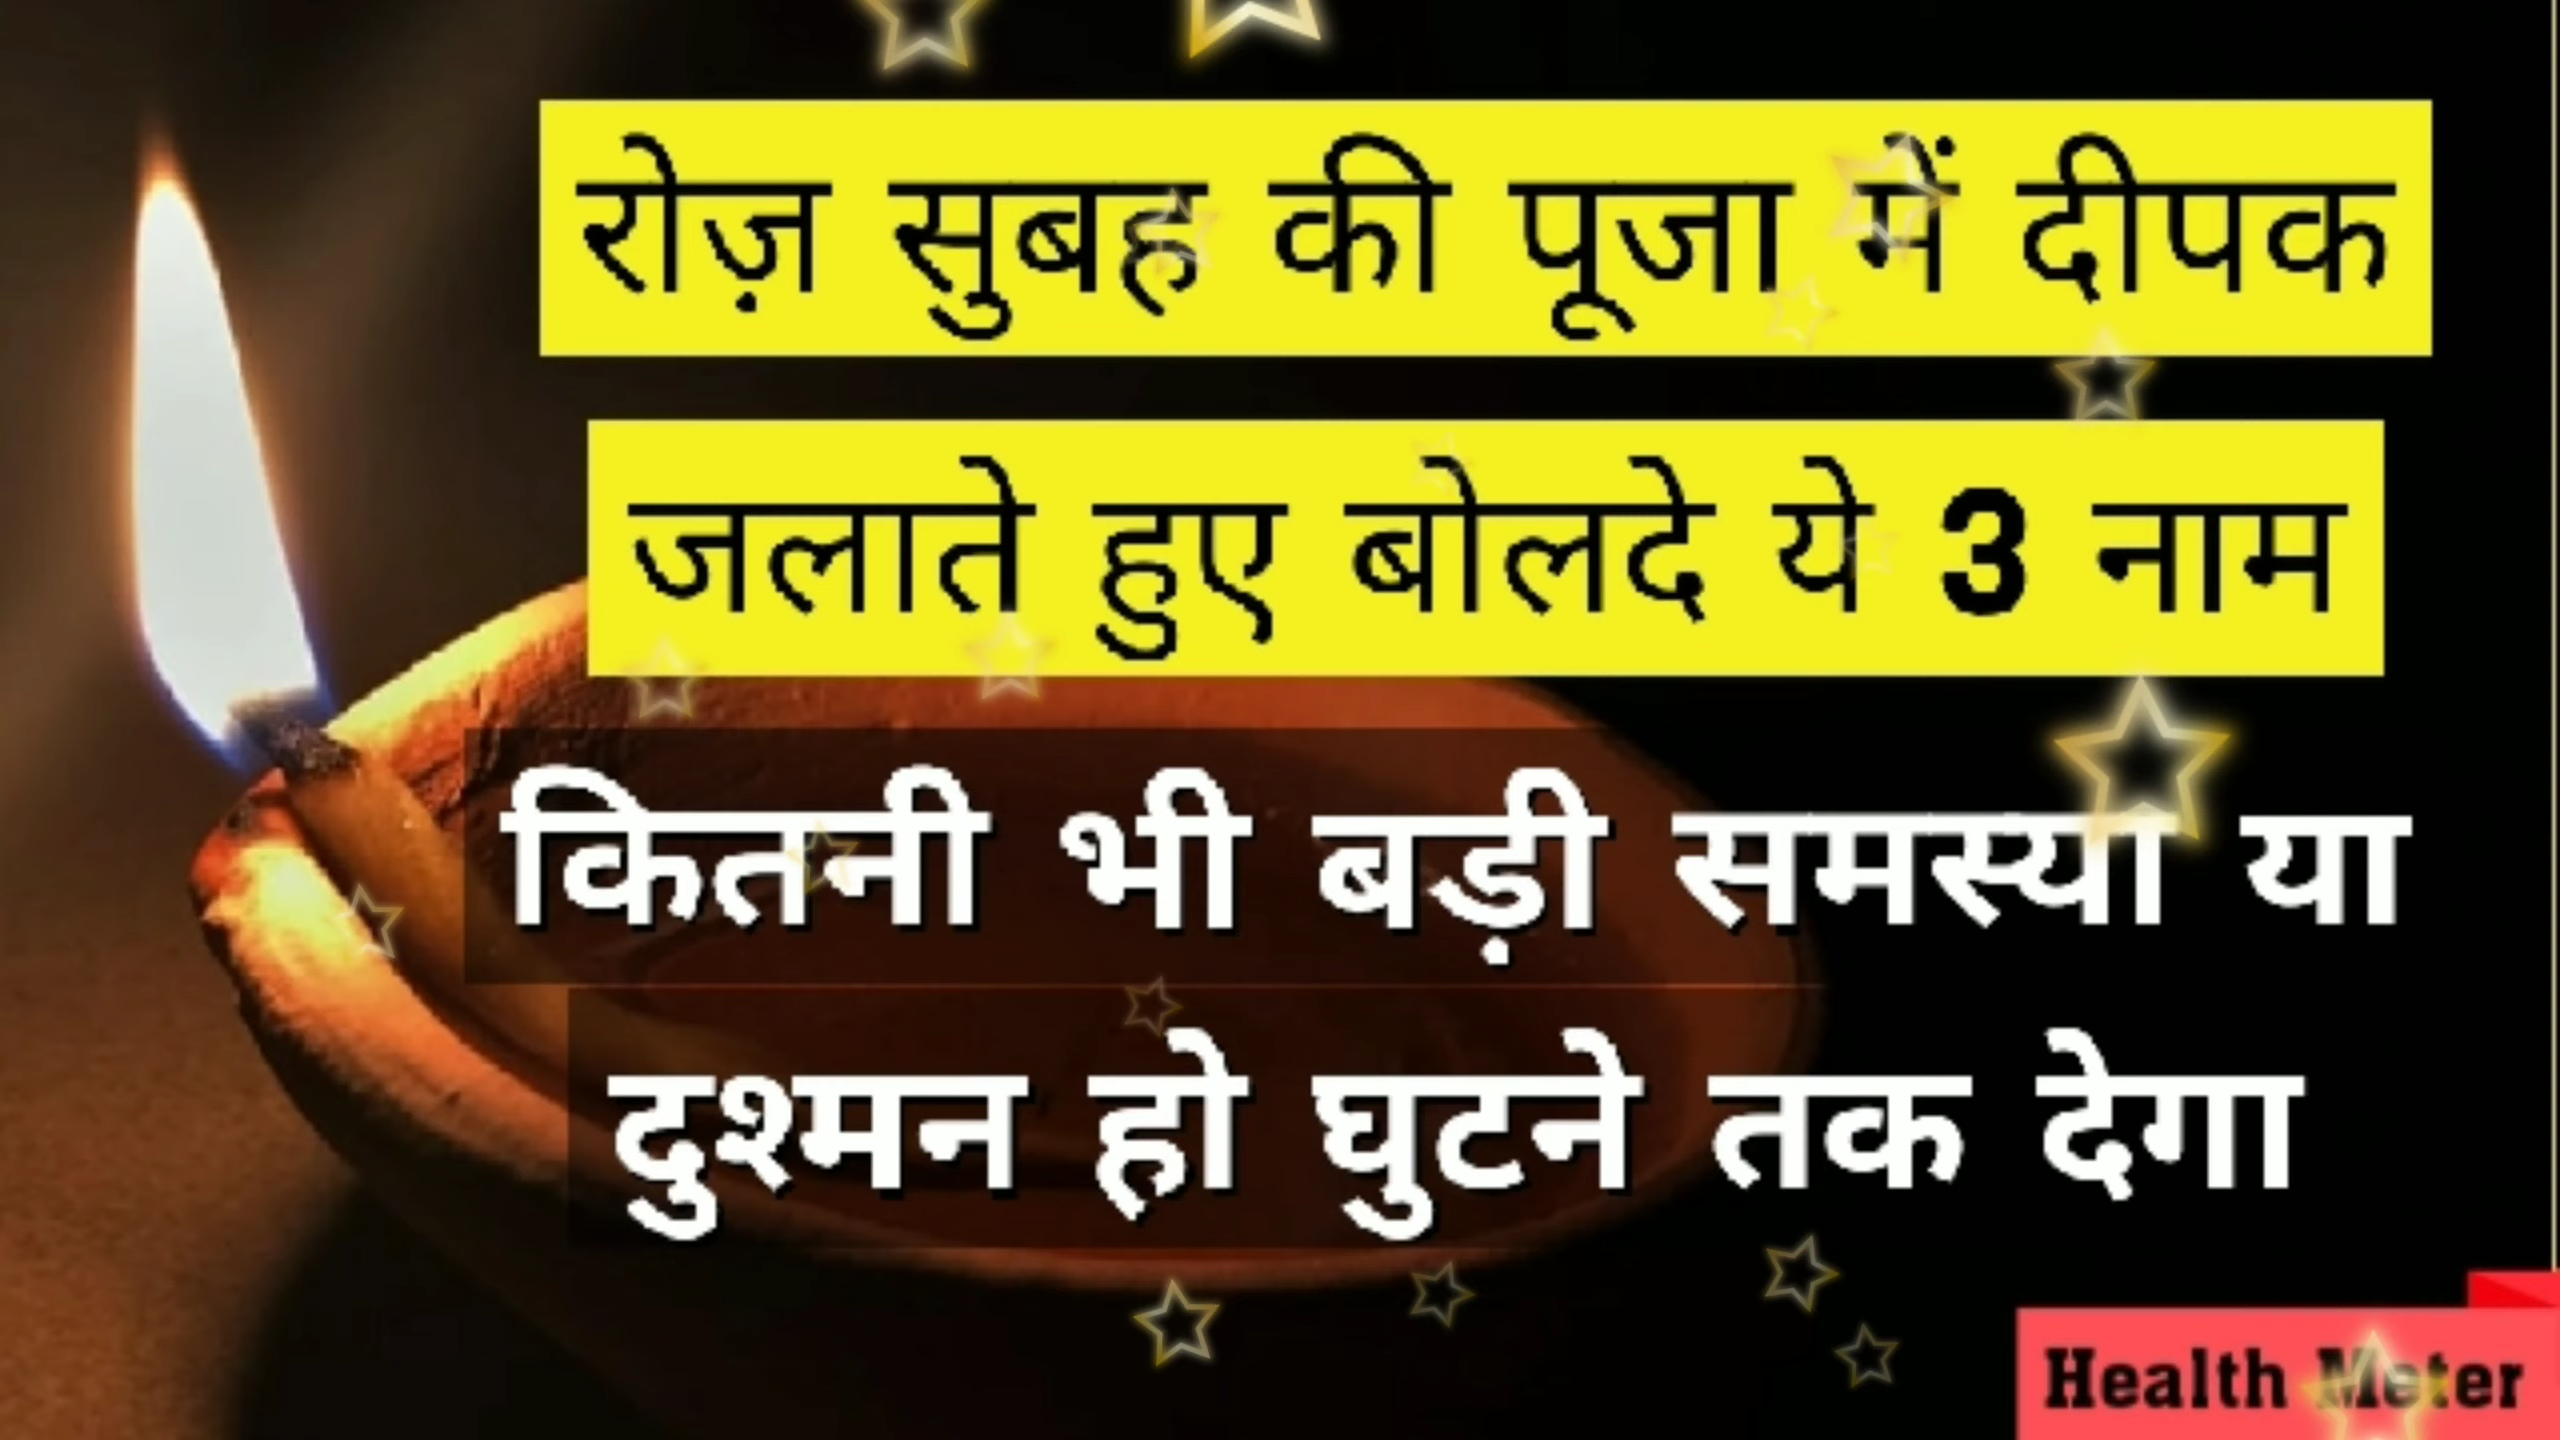 रोज़ सुबह की पूजा में दीपक
जलाते हुए बोलदे ये 3 नाम
कितनी भी बड़ी समस्या या
दुश्मन हो घुटने तक देगा
Health Meter